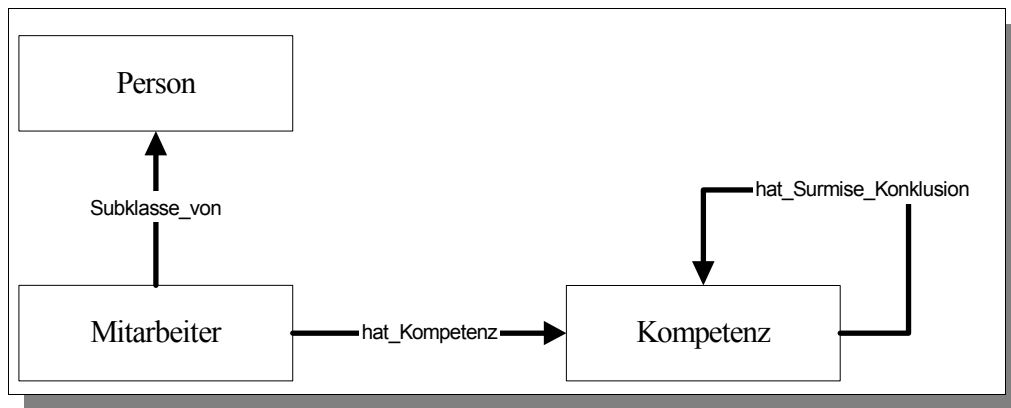 Person
Subklasse_von
hat_Surmise_Konklusion
Mitarbeiter
hat_Kompetenz
Kompetenz